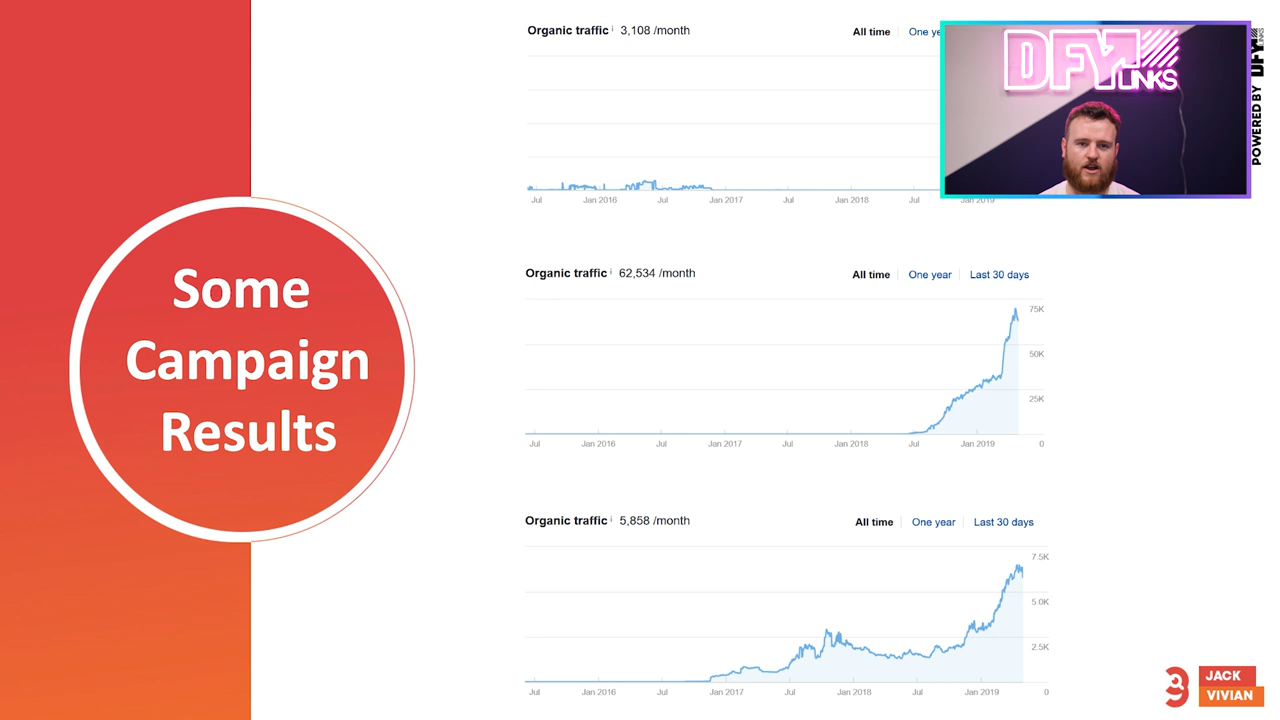 Some
Campaign
Results
Organic traffic i 3,108 /month
All time
One ye
Jul
Jan 2016
Jul
Jan 2017
Jul
Jan 2018
Jul
Jan 2019
Organic traffic i 62,534 /month
All time
One year
Last 30 days
75K
50K
25K
0
Jul
Jan 2016
Jul
Jan 2017
Jul
Jan 2018
Jul
Jan 2019
Organic traffic i 5,858 /month
All time
One year
Last 30 days
7.5K
5.0K
2.5K
0
Jul
Jan 2016
Jul
Jan 2017
Jul
Jan 2018
Jul
Jan 2019
DFY
LINKS
POWERED BY DFY LINKS
JACK
VIVIAN